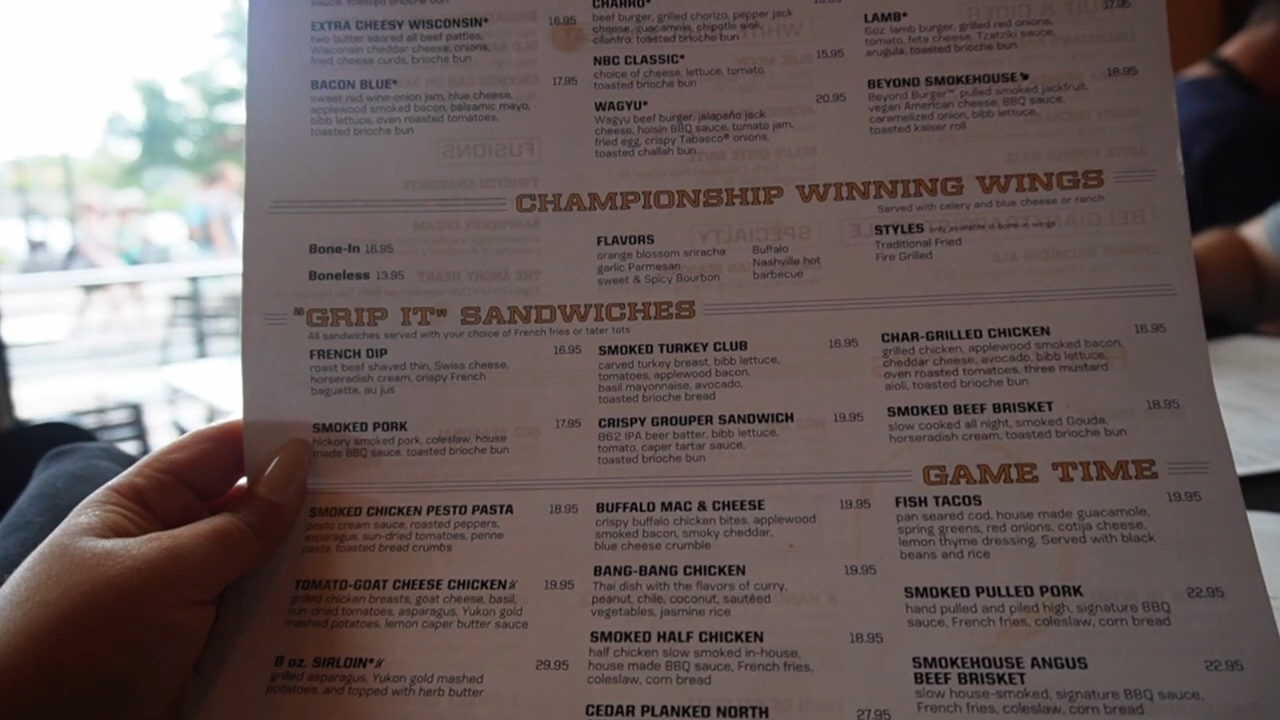 EXTRA CHEESY WISCONSIN* 16.95
two butter seared all beef patties,
Wisconsin cheddar cheese, onions,
fried cheese curds, brioche bun
BACON BLUE* 17.95
sweet red wine-onion jam, blue cheese,
applewood smoked bacon, balsamic mayo,
bibb lettuce, oven roasted tomatoes,
toasted brioche bun
CHARRO*
beef burger, grilled chorizo, pepper jack
cheese, guacamole, chipotle aioli,
cilantro, toasted brioche bun
NBC CLASSIC* 15.95
choice of cheese, lettuce, tomato,
toasted brioche bun
WAGYU* 20.95
Wagyu beef burger, jalapeño jack
cheese, hoisin BBQ sauce, tomato jam,
fried egg, crispy Tabasco® onions,
toasted challah bun
LAMB* 17.95
6oz. lamb burger, grilled red onions,
tomato, feta cheese, Tzatziki sauce,
arugula, toasted brioche bun
BEYOND SMOKEHOUSE 18.95
Beyond Burger™, pulled smoked jackfruit,
vegan American cheese, BBQ sauce,
caramelized onion, bibb lettuce,
toasted kaiser roll
CHAMPIONSHIP WINNING WINGS
Served with celery and blue cheese or ranch
Bone-In 16.95
Boneless 13.95
FLAVORS
orange blossom sriracha
garlic Parmesan
sweet & Spicy Bourbon
Buffalo
Nashville hot
barbecue
STYLES only available in bone-in wings
Traditional Fried
Fire Grilled
"GRIP IT" SANDWICHES
All sandwiches served with your choice of French fries or tater tots
FRENCH DIP 16.95
roast beef shaved thin, Swiss cheese,
horseradish cream, crispy French
baguette, au jus
SMOKED PORK 17.95
hickory smoked pork, coleslaw, house
made BBQ sauce, toasted brioche bun
SMOKED TURKEY CLUB 16.95
carved turkey breast, bibb lettuce,
tomatoes, applewood bacon,
basil mayonnaise, avocado,
toasted brioche bread
CRISPY GROUPER SANDWICH 19.95
862 IPA beer batter, bibb lettuce,
tomato, caper tartar sauce,
toasted brioche bun
CHAR-GRILLED CHICKEN 16.95
grilled chicken, applewood smoked bacon,
cheddar cheese, avocado, bibb lettuce,
oven roasted tomatoes, three mustard
aioli, toasted brioche bun
SMOKED BEEF BRISKET 18.95
slow cooked all night, smoked Gouda,
horseradish cream, toasted brioche bun
GAME TIME
SMOKED CHICKEN PESTO PASTA 18.95
pesto cream sauce, roasted peppers,
asparagus, sun-dried tomatoes, penne
pasta, toasted bread crumbs
TOMATO-GOAT CHEESE CHICKEN 19.95
grilled chicken breasts, goat cheese, basil,
sun-dried tomatoes, asparagus, Yukon gold
mashed potatoes, lemon caper butter sauce
8 oz. SIRLOIN* 29.95
grilled asparagus, Yukon gold mashed
potatoes, and topped with herb butter
BUFFALO MAC & CHEESE 19.95
crispy buffalo chicken bites, applewood
smoked bacon, smoky cheddar,
blue cheese crumble
BANG-BANG CHICKEN 19.95
Thai dish with the flavors of curry,
peanut, chile, coconut, sautéed
vegetables, jasmine rice
SMOKED HALF CHICKEN 18.95
half chicken slow smoked in-house,
house made BBQ sauce, French fries,
coleslaw, corn bread
CEDAR PLANKED NORTH 27.95
FISH TACOS 19.95
pan seared cod, house made guacamole,
spring greens, red onions, cotija cheese,
lemon thyme dressing. Served with black
beans and rice
SMOKED PULLED PORK 22.95
hand pulled and piled high, signature BBQ
sauce, French fries, coleslaw, corn bread
SMOKEHOUSE ANGUS
BEEF BRISKET 22.95
slow house-smoked, signature BBQ sauce,
French fries, coleslaw, corn bread